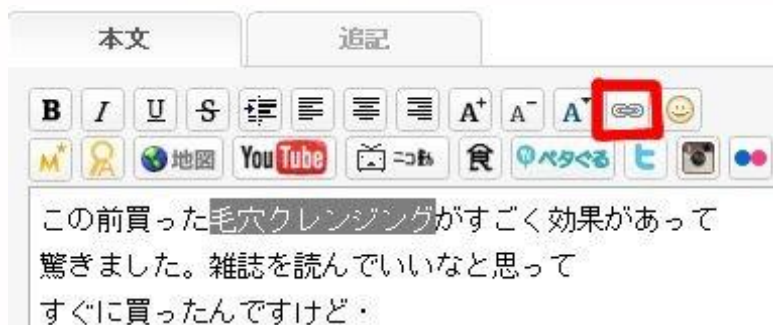 本文 追記
B I U S A+ A- A
M 地図 YouTube ニコ動 食 ペタぐる t
この前買った毛穴クレンジングがすごく効果があって
驚きました。雑誌を読んでいいなと思って
すぐに買ったんですけど・